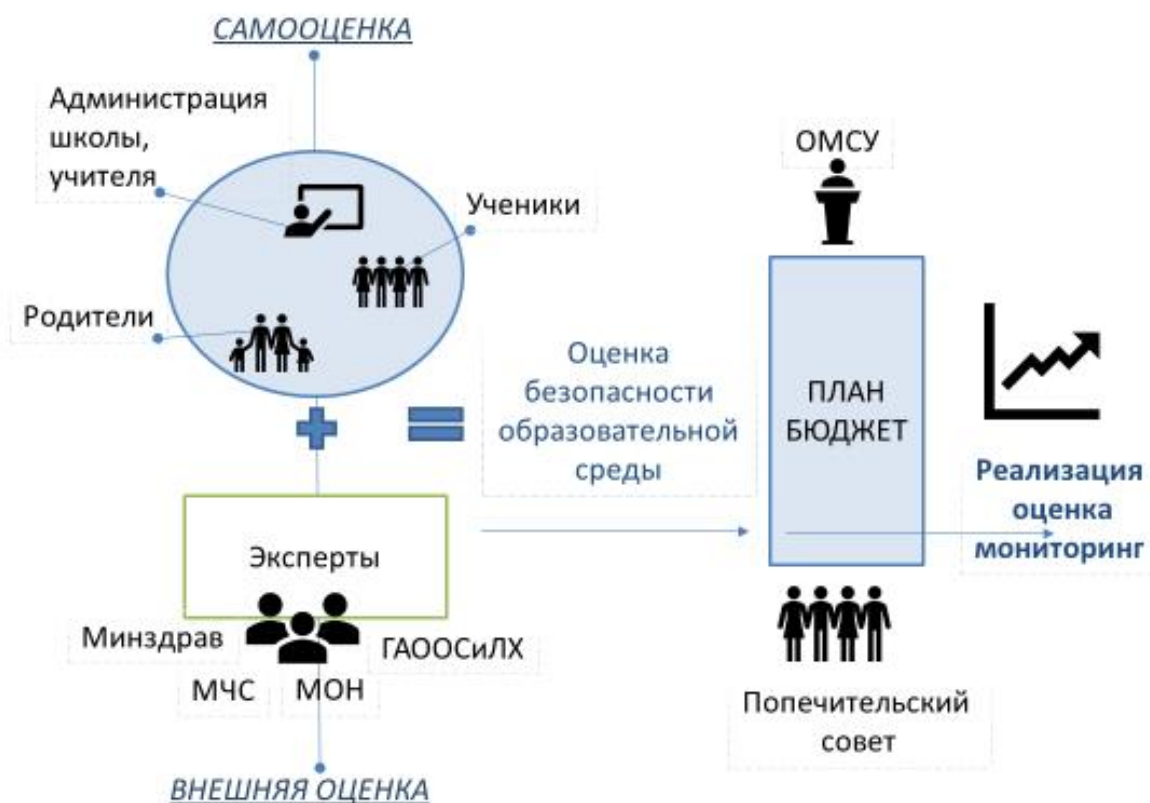 САМООЦЕНКА
Администрация
школы,
учителя
Ученики
Родители
Оценка
безопасности
образовательной
среды
Эксперты
Минздрав
ГАООСиЛХ
МЧС
МОН
ВНЕШНЯЯ ОЦЕНКА
ОМСУ
ПЛАН
БЮДЖЕТ
Попечительский
совет
Реализация
оценка
мониторинг